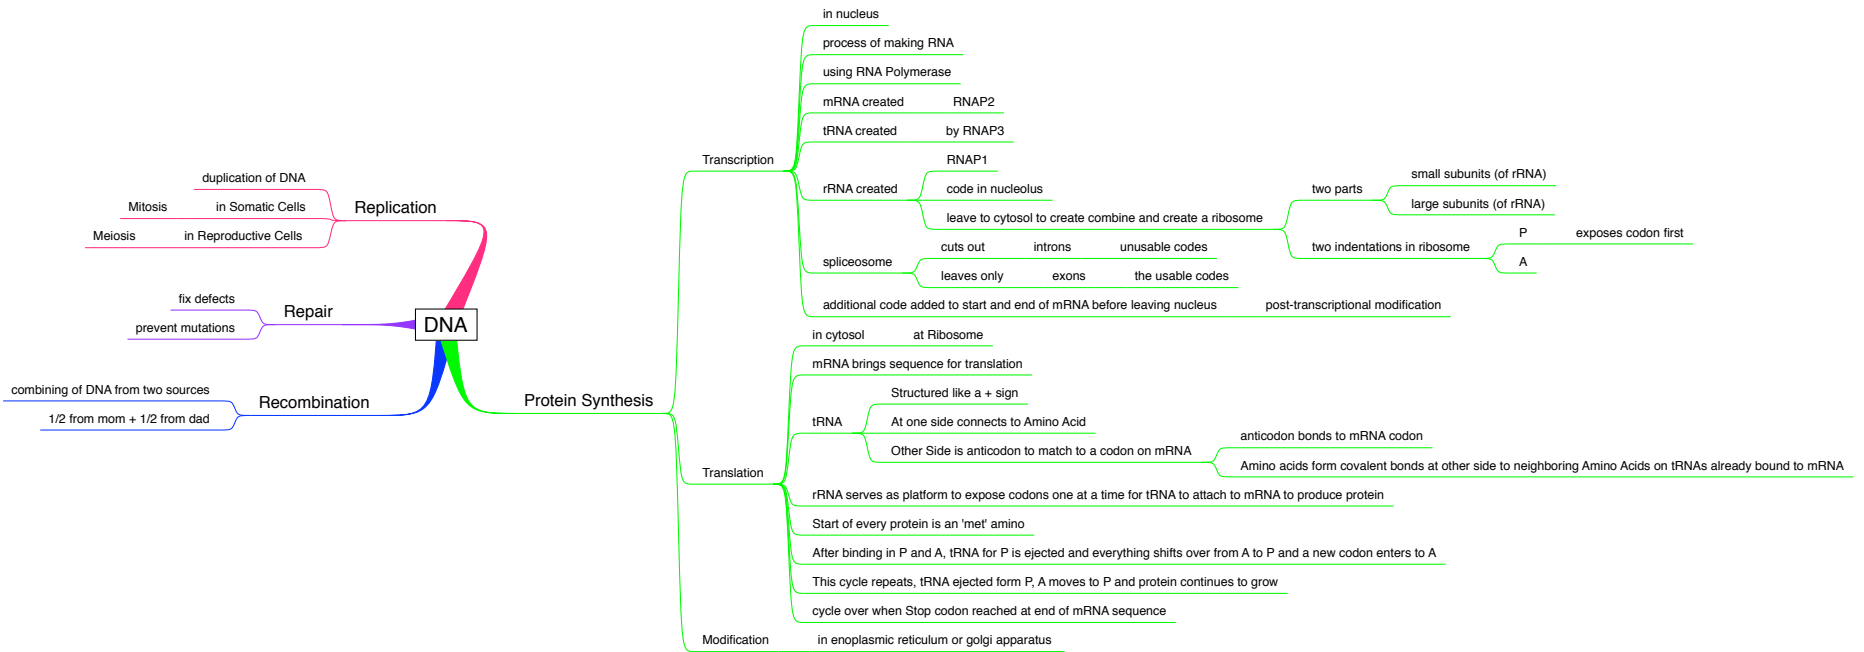 DNA
Replication
duplication of DNA
in Somatic Cells
Mitosis
in Reproductive Cells
Meiosis
Repair
fix defects
prevent mutations
Recombination
combining of DNA from two sources
1/2 from mom + 1/2 from dad
Protein Synthesis
Transcription
in nucleus
process of making RNA
using RNA Polymerase
mRNA created
RNAP2
tRNA created
by RNAP3
rRNA created
RNAP1
code in nucleolus
leave to cytosol to create combine and create a ribosome
two parts
small subunits (of rRNA)
large subunits (of rRNA)
two indentations in ribosome
P
exposes codon first
A
spliceosome
cuts out
introns
unusable codes
leaves only
exons
the usable codes
additional code added to start and end of mRNA before leaving nucleus
post-transcriptional modification
Translation
in cytosol
at Ribosome
mRNA brings sequence for translation
tRNA
Structured like a + sign
At one side connects to Amino Acid
Other Side is anticodon to match to a codon on mRNA
anticodon bonds to mRNA codon
Amino acids form covalent bonds at other side to neighboring Amino Acids on tRNAs already bound to mRNA
rRNA serves as platform to expose codons one at a time for tRNA to attach to mRNA to produce protein
Start of every protein is an 'met' amino
After binding in P and A, tRNA for P is ejected and everything shifts over from A to P and a new codon enters to A
This cycle repeats, tRNA ejected form P, A moves to P and protein continues to grow
cycle over when Stop codon reached at end of mRNA sequence
Modification
in enoplasmic reticulum or golgi apparatus